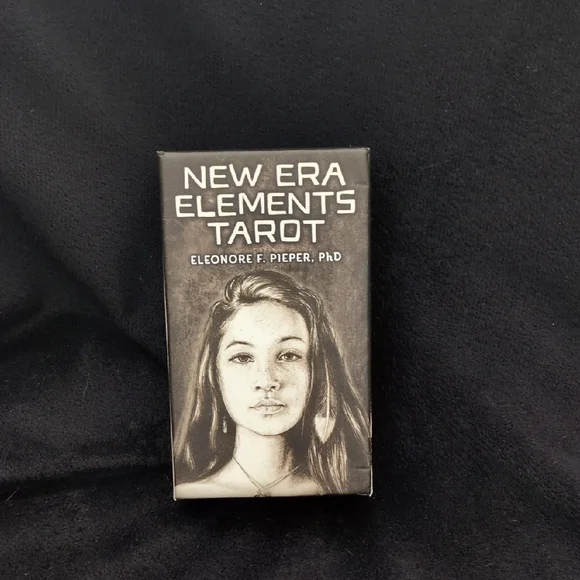 NEW ERA
ELEMENTS
TAROT
ELEONORE F. PIEPER, PhD